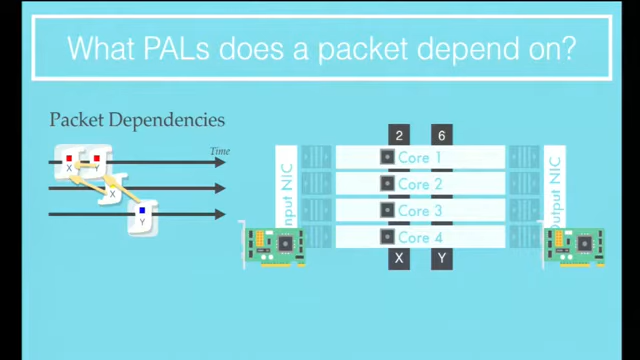 What PALs does a packet depend on?
Packet Dependencies
Time
X
Y
X
Y
2
6
Core 1
Core 2
Core 3
Core 4
X
Y
Input NIC
Output NIC